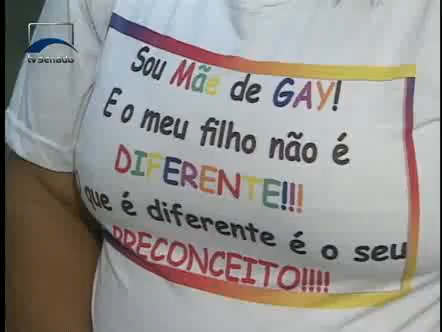 tv Senado
Sou Mãe de GAY!
E o meu filho não é
DIFERENTE!!!
que é diferente é o seu
PRECONCEITO!!!!